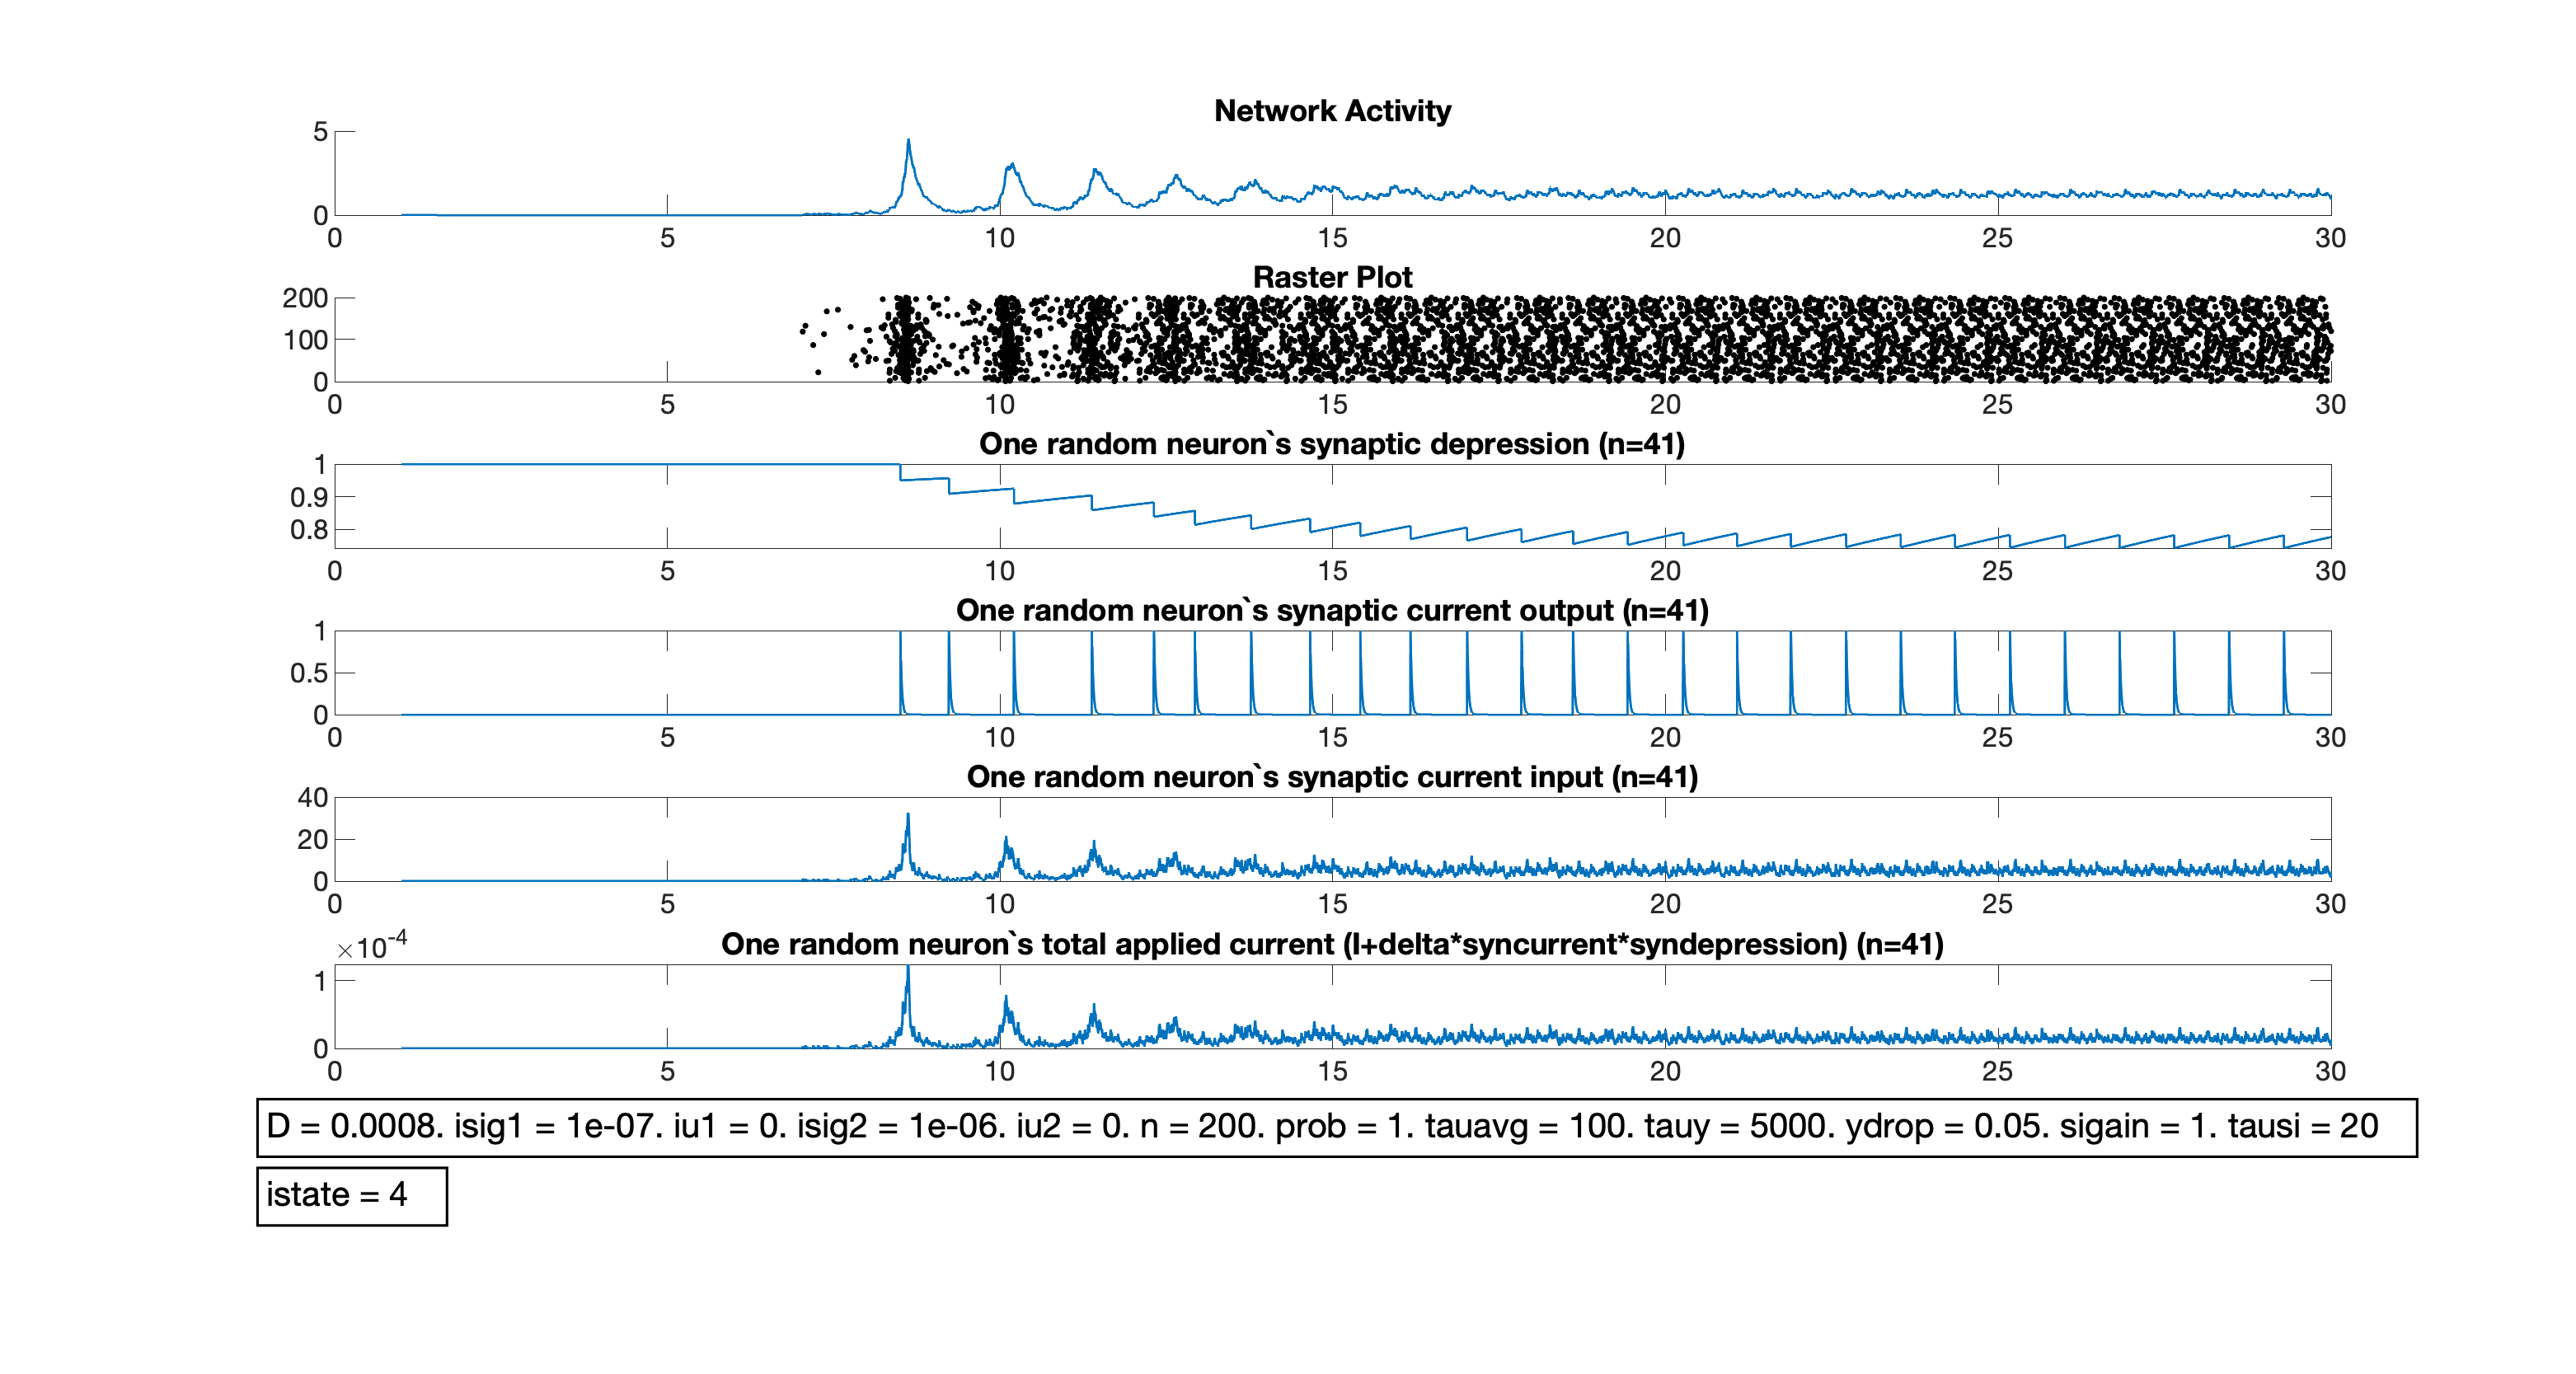 Network Activity
5
0
0 5 10 15 20 25 30
Raster Plot
200
100
0
0 5 10 15 20 25 30
One random neuron`s synaptic depression (n=41)
1
0.9
0.8
0 5 10 15 20 25 30
One random neuron`s synaptic current output (n=41)
1
0.5
0
0 5 10 15 20 25 30
One random neuron`s synaptic current input (n=41)
40
20
0
0 5 10 15 20 25 30
×10-4
One random neuron`s total applied current (I+delta*syncurrent*syndepression) (n=41)
1
0
0 5 10 15 20 25 30
D = 0.0008. isig1 = 1e-07. iu1 = 0. isig2 = 1e-06. iu2 = 0. n = 200. prob = 1. tauavg = 100. tauy = 5000. ydrop = 0.05. sigain = 1. tausi = 20
istate = 4